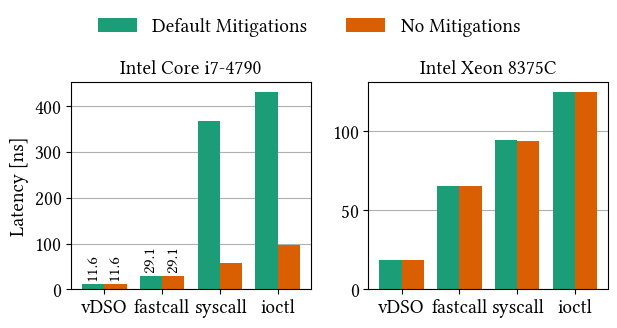 Default Mitigations No Mitigations
Intel Core i7-4790
Latency [ns]
400
300
200
100
0
11.6 11.6 29.1 29.1
vDSO fastcall syscall ioctl
Intel Xeon 8375C
100
50
0
vDSO fastcall syscall ioctl